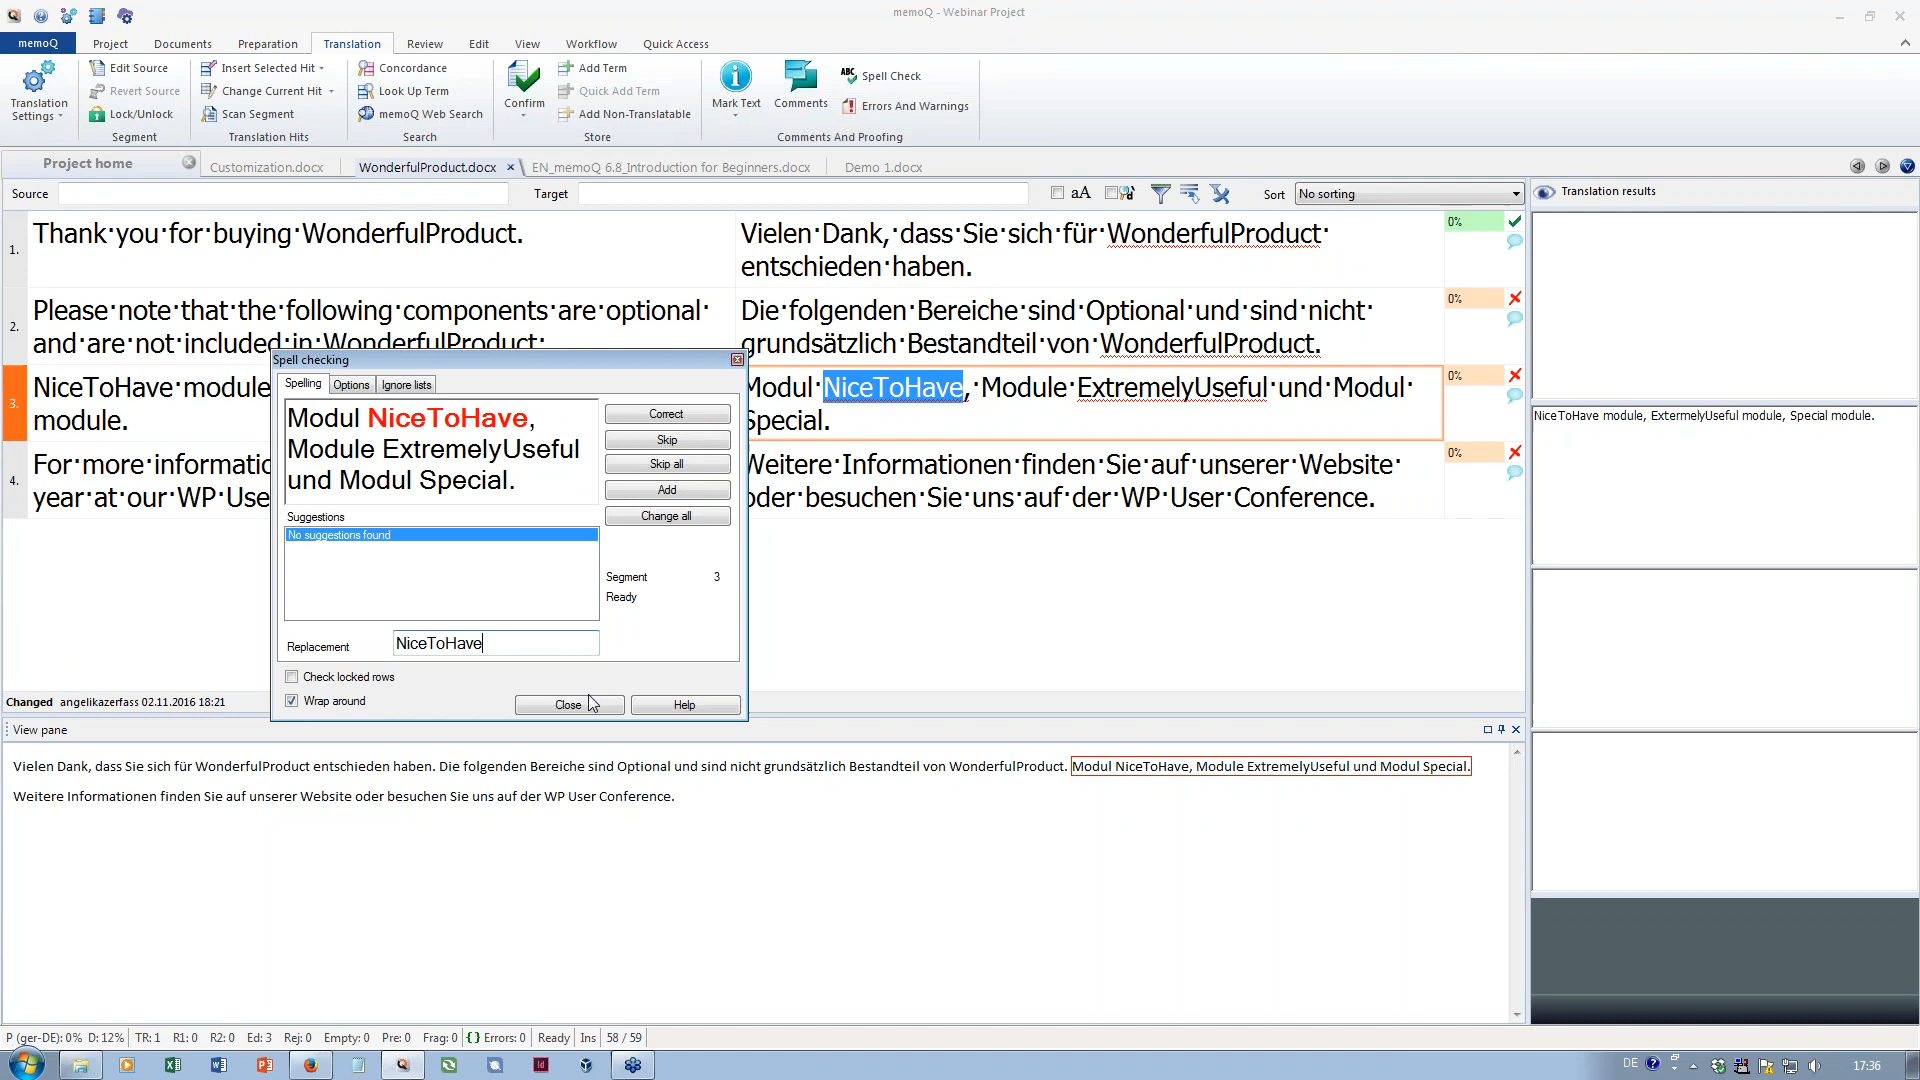 memoQ - Webinar Project
memoQ Project Documents Preparation Translation Review Edit View Workflow Quick Access
Edit Source Insert Selected Hit Concordance Add Term
Revert Source Change Current Hit Look Up Term Quick Add Term
Lock/Unlock Scan Segment memoQ Web Search Add Non-Translatable
Translation Settings
Confirm
Mark Text
Comments
ABC Spell Check
Errors And Warnings
Segment Translation Hits Search Store Comments And Proofing
Project home Customization.docx WonderfulProduct.docx EN_memoQ 6.8_Introduction for Beginners.docx Demo 1.docx
Source Target aA Sort No sorting
Translation results
1. Thank you for buying WonderfulProduct.
Vielen Dank, dass Sie sich für WonderfulProduct
entschieden haben.
0%
2. Please note that the following components are optional
and are not included in WonderfulProduct:
Die folgenden Bereiche sind Optional und sind nicht
grundsätzlich Bestandteil von WonderfulProduct.
0%
3. NiceToHave module
module.
Modul NiceToHave, Module ExtremelyUseful und Modul
Special.
0%
4. For more informatio
year at our WP Use
Weitere Informationen finden Sie auf unserer Website
oder besuchen Sie uns auf der WP User Conference.
0%
NiceToHave module, ExtermelyUseful module, Special module.
Spell checking
Spelling Options Ignore lists
Modul NiceToHave,
Module ExtremelyUseful
und Modul Special.
Correct
Skip
Skip all
Add
Change all
Suggestions
No suggestions found
Segment 3
Ready
Replacement NiceToHave
Check locked rows
Wrap around
Close Help
Changed angelikazerfass 02.11.2016 18:21
View pane
Vielen Dank, dass Sie sich für WonderfulProduct entschieden haben. Die folgenden Bereiche sind Optional und sind nicht grundsätzlich Bestandteil von WonderfulProduct. Modul NiceToHave, Module ExtremelyUseful und Modul Special.
Weitere Informationen finden Sie auf unserer Website oder besuchen Sie uns auf der WP User Conference.
P (ger-DE): 0% D: 12% TR: 1 R1: 0 R2: 0 Ed: 3 Rej: 0 Empty: 0 Pre: 0 Frag: 0 Errors: 0 Ready Ins 58 / 59
DE 17:36